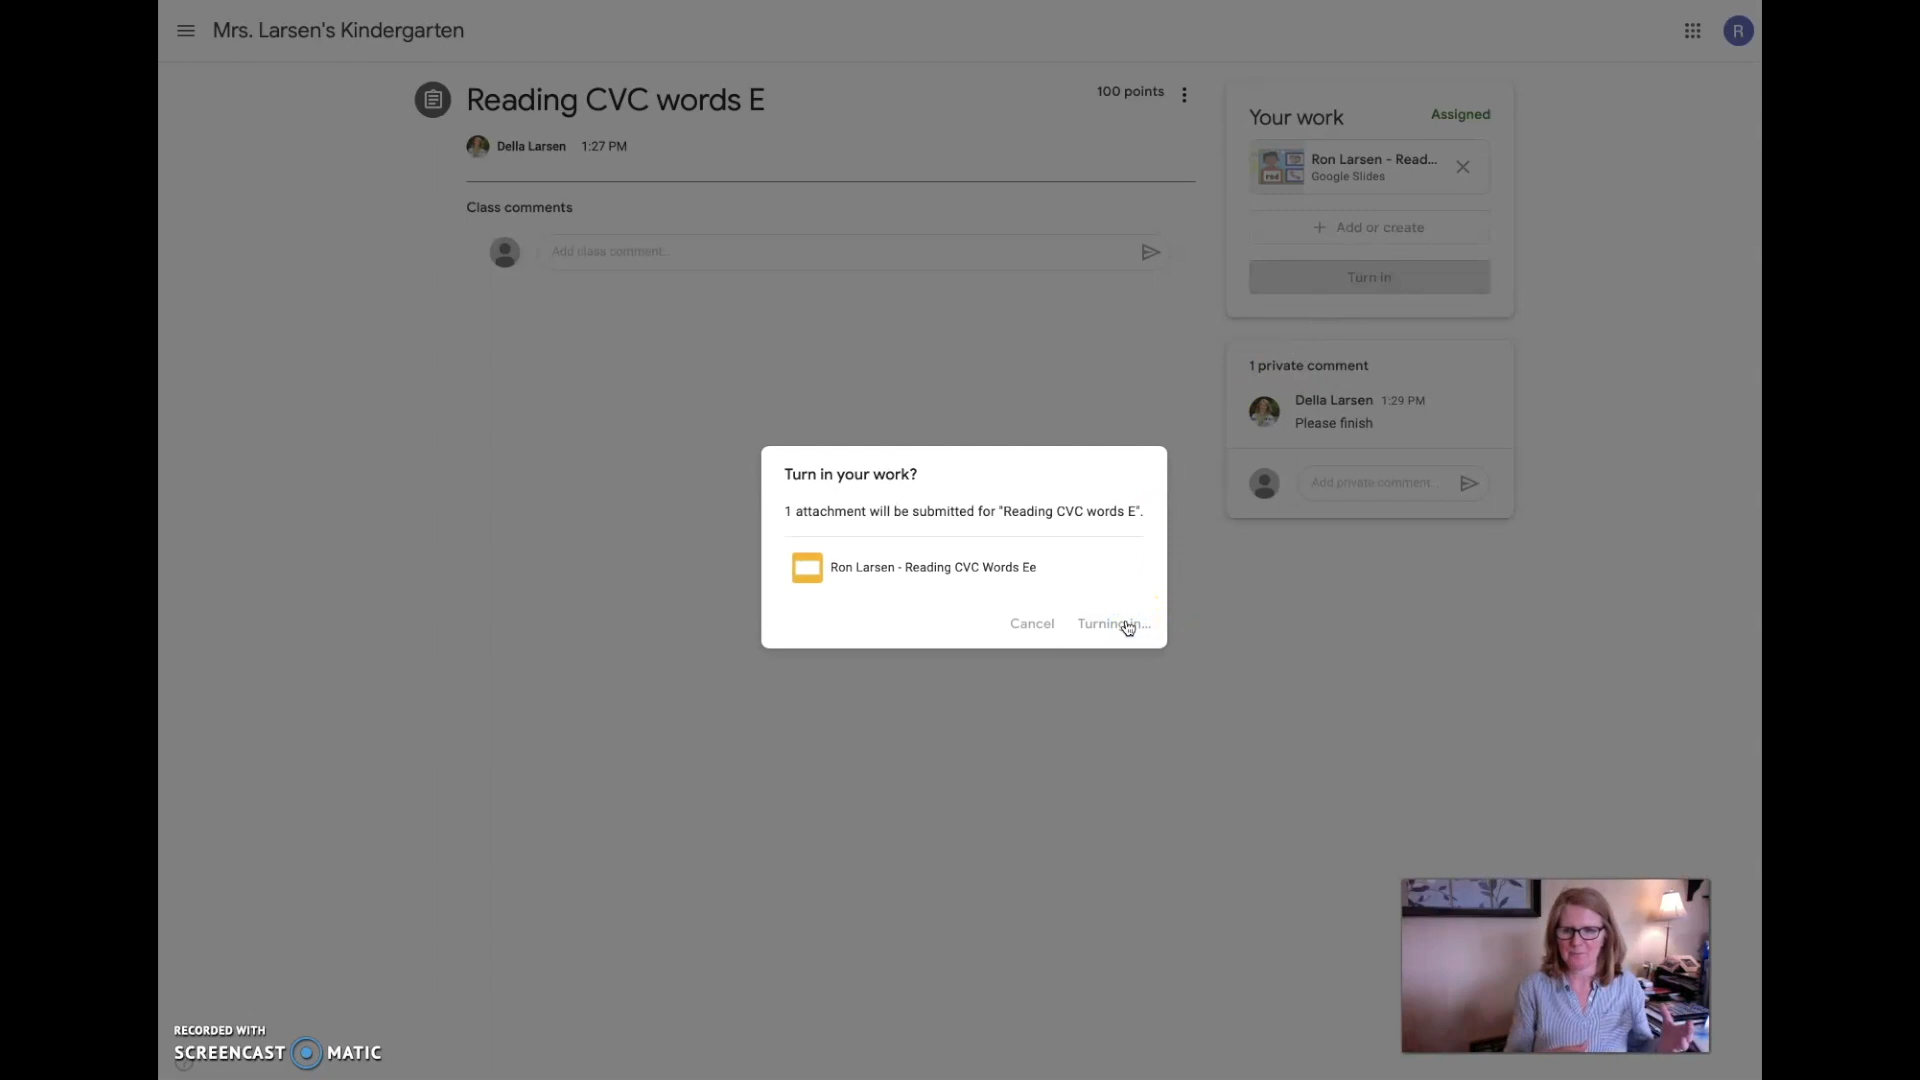 Mrs. Larsen's Kindergarten
R
Reading CVC words E
100 points
Della Larsen 1:27 PM
Class comments
Add class comment...
Your work
Assigned
Ron Larsen - Read...
Google Slides
red
+ Add or create
Turn in
1 private comment
Della Larsen 1:29 PM
Please finish
Add private comment...
Turn in your work?
1 attachment will be submitted for "Reading CVC words E".
Ron Larsen - Reading CVC Words Ee
Cancel
Turning in...
RECORDED WITH
SCREENCAST MATIC